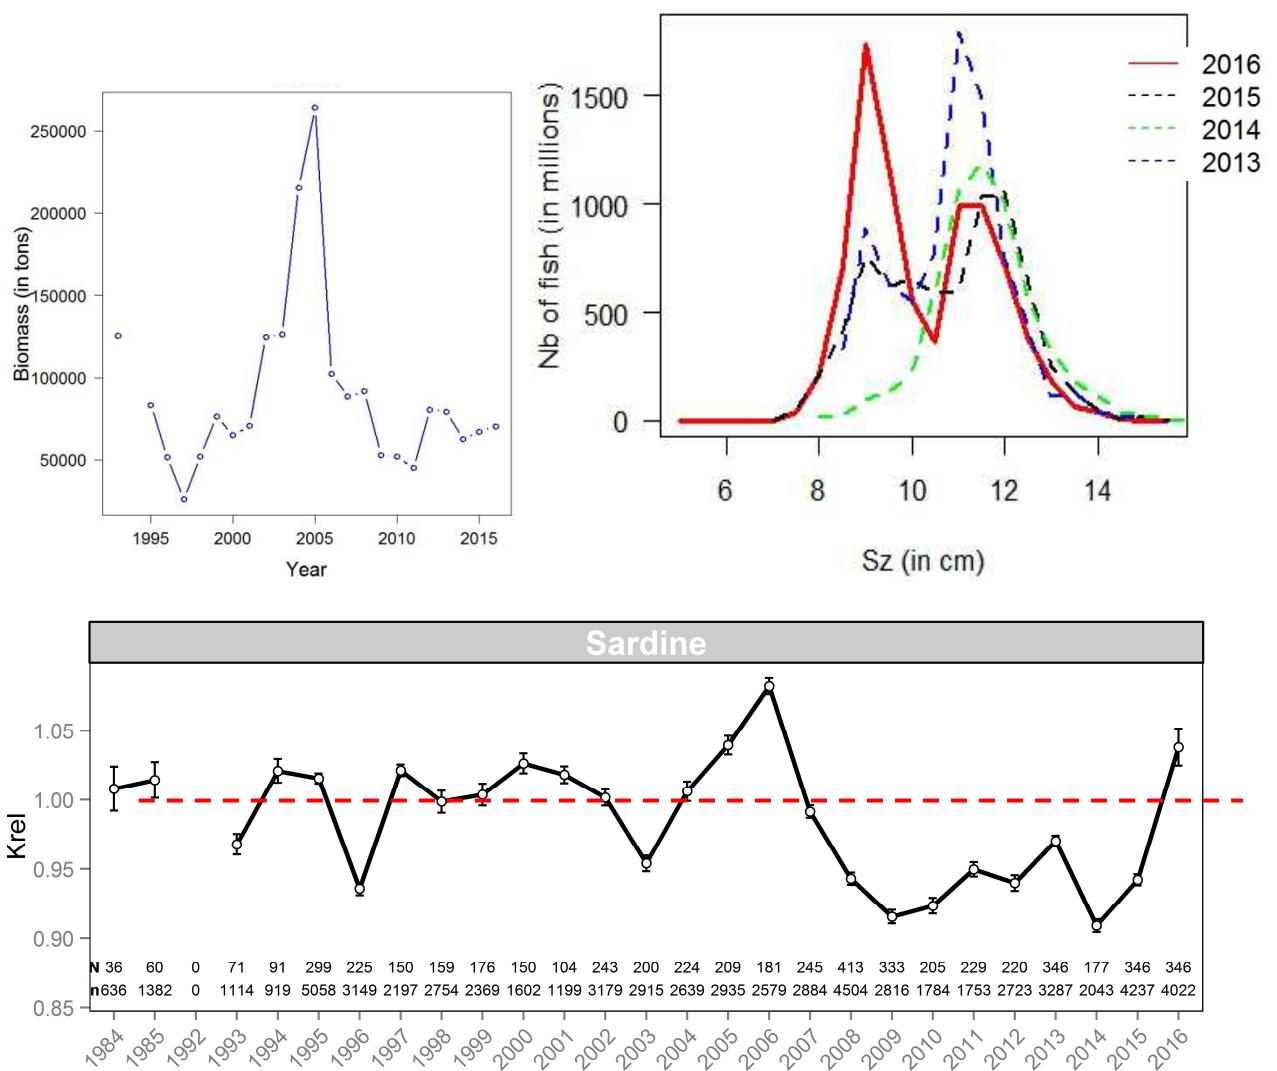 250000
200000
150000
100000
50000
Biomass (in tons)
1995 2000 2005 2010 2015
Year
1500
1000
500
0
Nb of fish (in millions)
2016
2015
2014
2013
6 8 10 12 14
Sz (in cm)
Sardine
1.05
1.00
0.95
0.90
0.85
Krel
N 36 60 0 71 91 299 225 150 159 176 150 104 243 200 224 209 181 245 413 333 205 229 220 346 177 346 346
n 636 1382 0 1114 919 5058 3149 2197 2754 2369 1602 1199 3179 2915 2639 2935 2579 2884 4504 2816 1784 1753 2723 3287 2043 4237 4022
1984 1985 1992 1993 1994 1995 1996 1997 1998 1999 2000 2001 2002 2003 2004 2005 2006 2007 2008 2009 2010 2011 2012 2013 2014 2015 2016